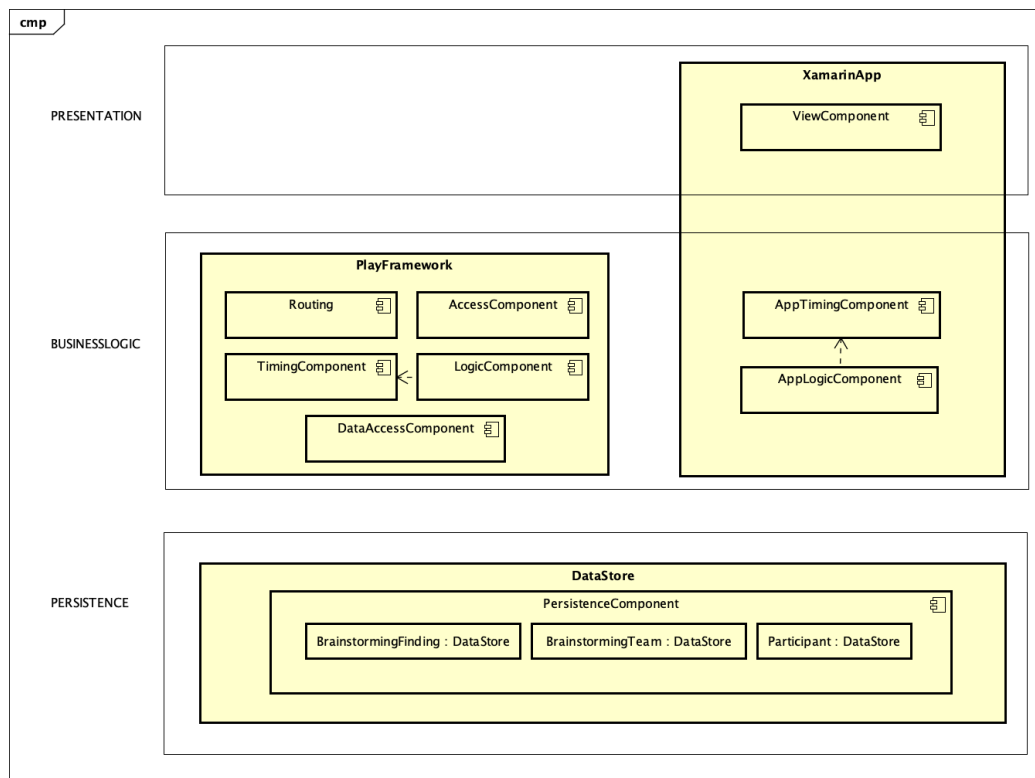 cmp
PRESENTATION
XamarinApp
ViewComponent
BUSINESSLOGIC
PlayFramework
Routing
AccessComponent
TimingComponent
LogicComponent
DataAccessComponent
AppTimingComponent
AppLogicComponent
PERSISTENCE
DataStore
PersistenceComponent
BrainstormingFinding : DataStore
BrainstormingTeam : DataStore
Participant : DataStore